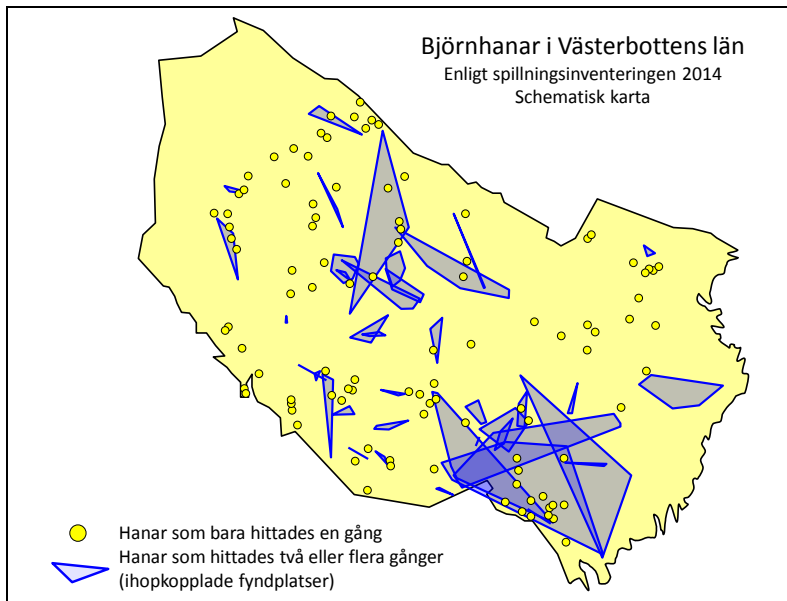 Björnhanar i Västerbottens län
Enligt spillningsinventeringen 2014
Schematisk karta
Hanar som bara hittades en gång
Hanar som hittades två eller flera gånger
(ihopkopplade fyndplatser)